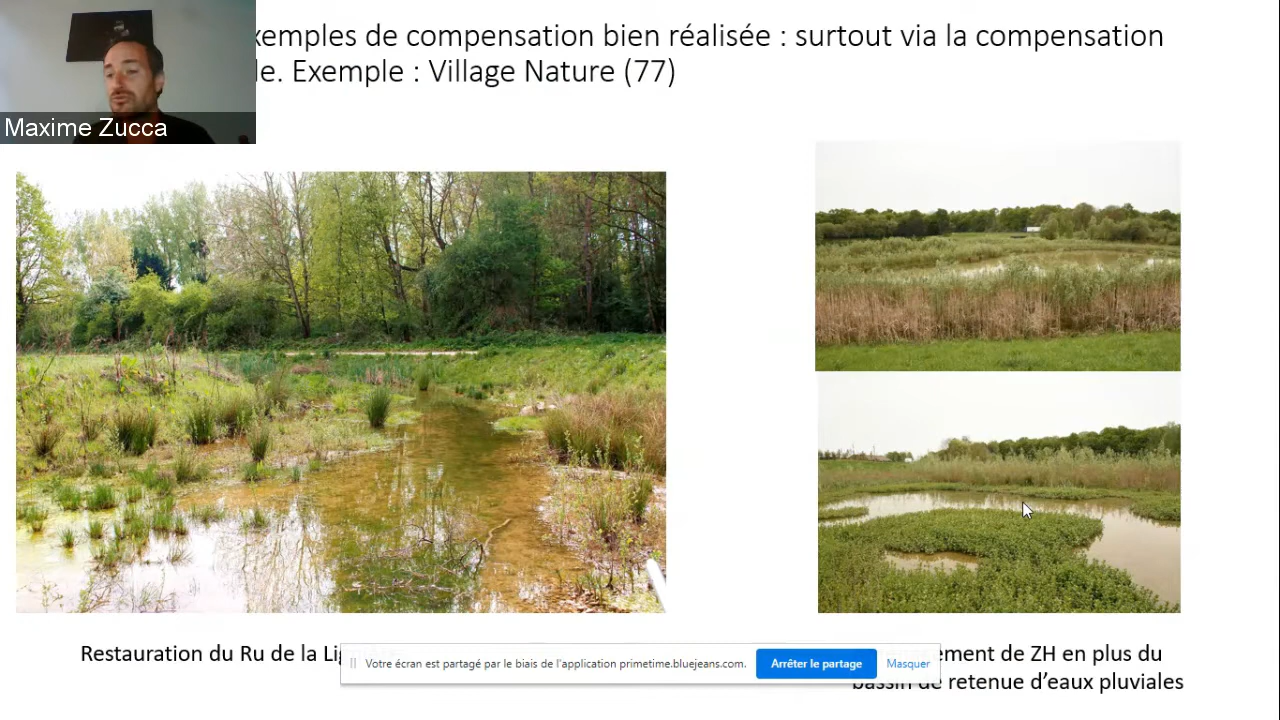 xemples de compensation bien réalisée : surtout via la compensation
le. Exemple : Village Nature (77)
Maxime Zucca
Restauration du Ru de la
Votre écran est partagé par le biais de l'application primetime.bluejeans.com.
Arrêter le partage
Masquer
ement de ZH en plus du
bassin de retenue d'eaux pluviales